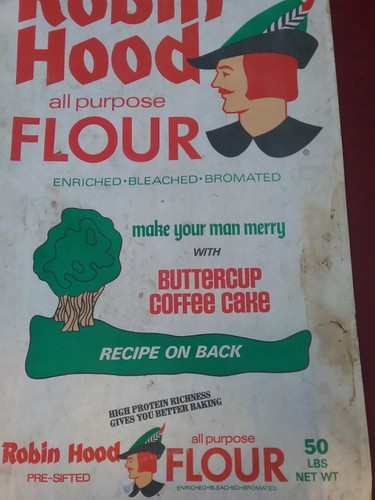 Robin
Hood
all purpose
FLOUR
®
ENRICHED•BLEACHED•BROMATED
make your man merry
WITH
BUTTERCUP
COFFEE CAKE
RECIPE ON BACK
HIGH PROTEIN RICHNESS
GIVES YOU BETTER BAKING
Robin Hood
PRE-SIFTED
all purpose
FLOUR
ENRICHED•BLEACHED•BROMATED
50
LBS
NET WT